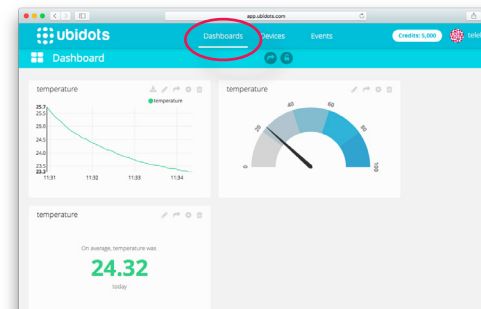 app.ubidots.com
ubidots
Dashboards
Devices
Events
Credits: 5,000
telef
Dashboard
temperature
temperature
25.7
25.5
25.0
24.5
24.0
23.5
23.3
11:31
11:32
11:33
11:34
temperature
0
20
40
60
80
100
temperature
On average, temperature was
24.32
today